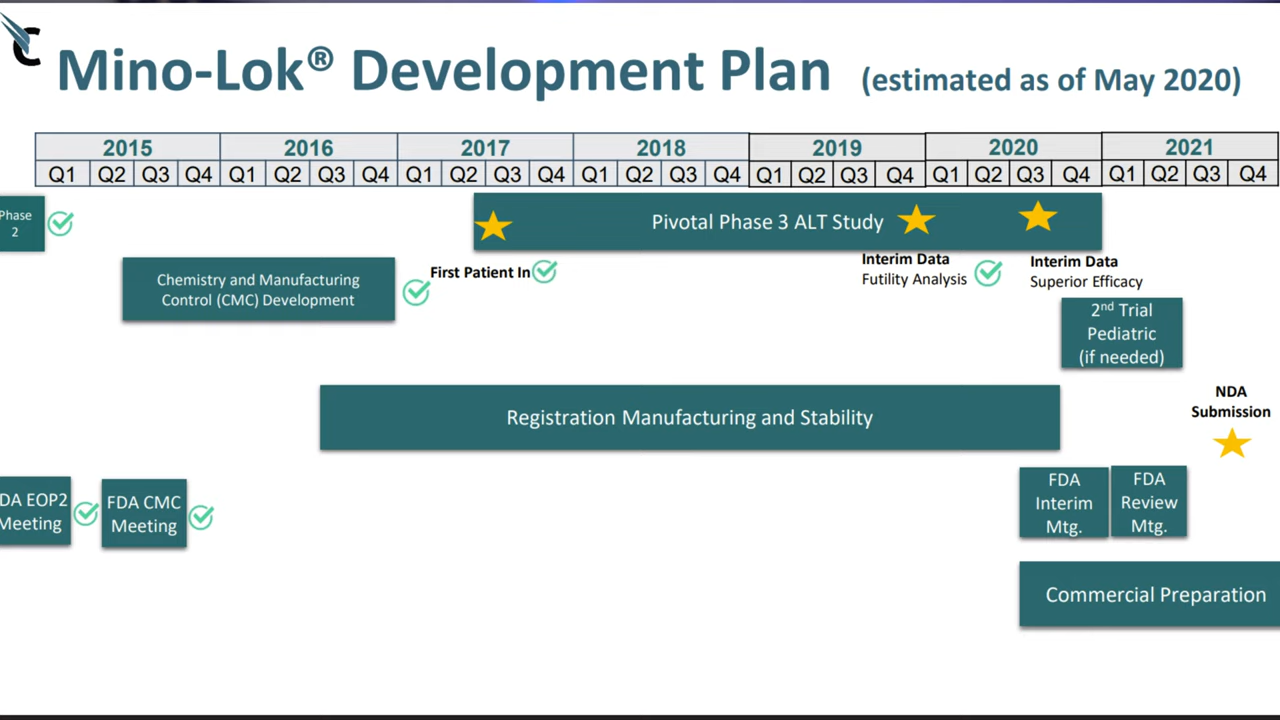 Mino-Lok® Development Plan (estimated as of May 2020)
2015 2016 2017 2018 2019 2020 2021
Q1 Q2 Q3 Q4 Q1 Q2 Q3 Q4 Q1 Q2 Q3 Q4 Q1 Q2 Q3 Q4 Q1 Q2 Q3 Q4 Q1 Q2 Q3 Q4 Q1 Q2 Q3 Q4
Phase
2
Pivotal Phase 3 ALT Study
Chemistry and Manufacturing
Control (CMC) Development
First Patient In
Interim Data
Futility Analysis
Interim Data
Superior Efficacy
2nd Trial
Pediatric
(if needed)
Registration Manufacturing and Stability
NDA
Submission
DA EOP2
Meeting
FDA CMC
Meeting
FDA
Interim
Mtg.
FDA
Review
Mtg.
Commercial Preparation